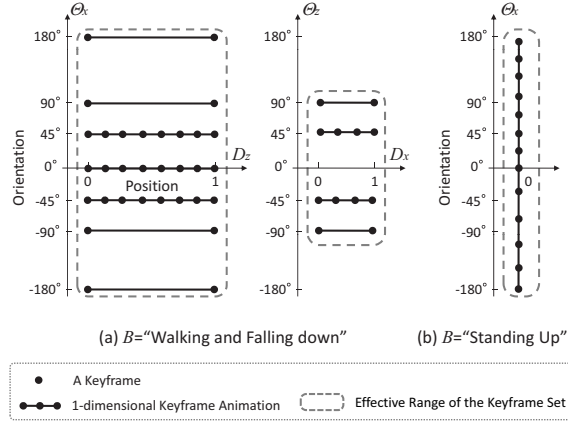 Θx
180˚
90˚
45˚
0˚
-45˚
-90˚
-180˚
Orientation
0
Position
1
Dz
Θz
90˚
45˚
0˚
-45˚
-90˚
0
1
Dx
Θx
180˚
90˚
45˚
0˚
-45˚
-90˚
-180˚
Orientation
0
(a) B=“Walking and Falling down”
(b) B=“Standing Up”
A Keyframe
1-dimensional Keyframe Animation
Effective Range of the Keyframe Set